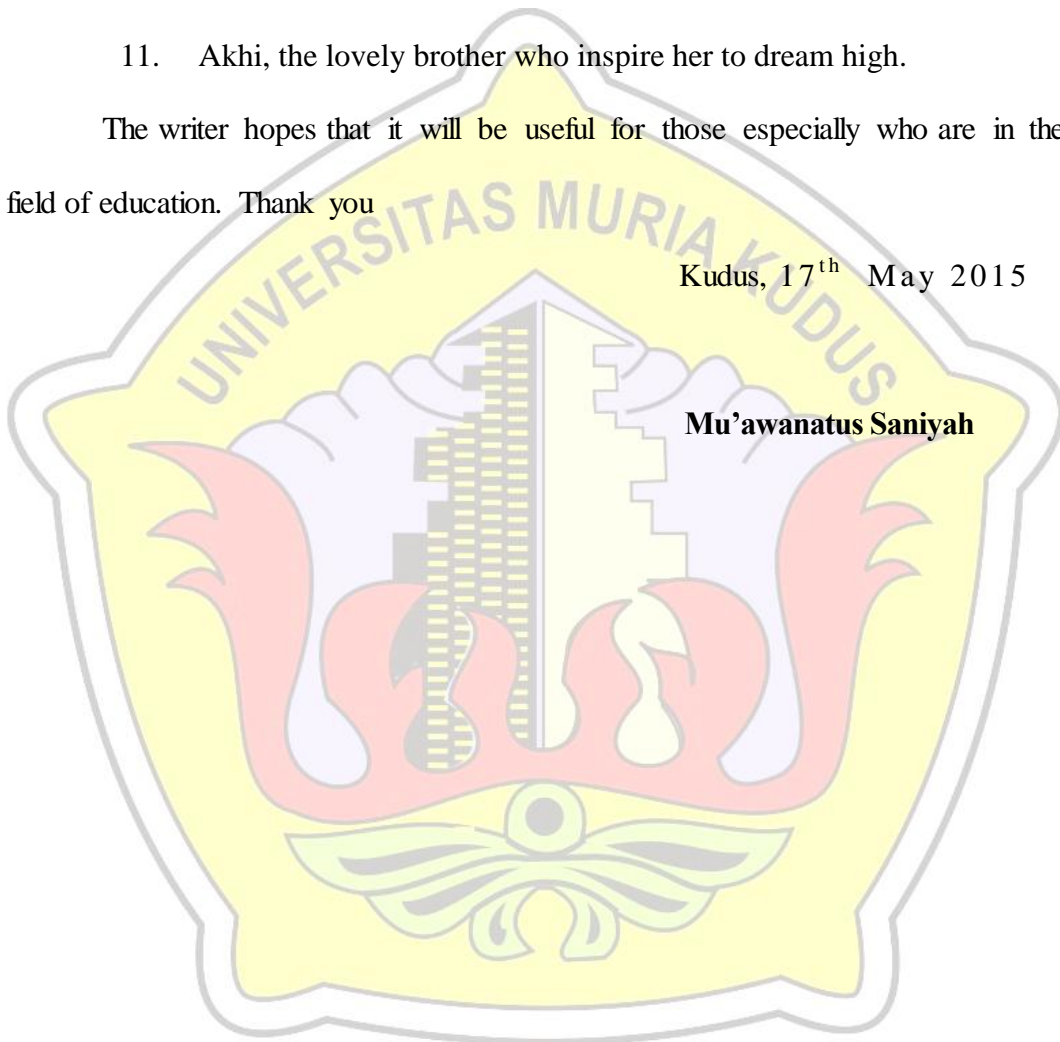 11. Akhi, the lovely brother who inspire her to dream high.
The writer hopes that it will be useful for those especially who are in the
field of education. Thank you
UNIVERSITAS MURIA KUDUS
Kudus, 17th May 2015
Mu’awanatus Saniyah